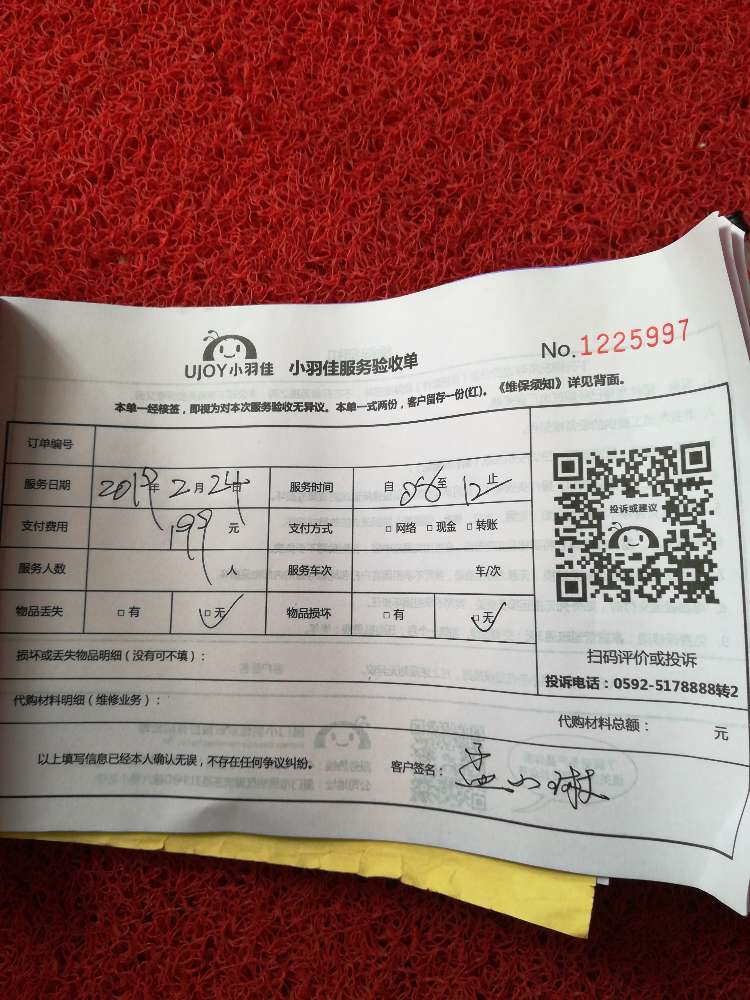 UJOY小羽佳 小羽佳服务验收单 No.1225997
本单一经核签，即视为对本次服务验收无异议。本单一式两份，客户留存一份(红)。《维保须知》详见背面。
订单编号
服务日期 2019年2月24日 服务时间 自 08 至 12 止
支付费用 199 元 支付方式 □网络 □现金 □转账
服务人数 人 服务车次 车/次
物品丢失 □有 □无 物品损坏 □有 □无
投诉或建议
扫码评价或投诉
投诉电话：0592-5178888转2
损坏或丢失物品明细（没有可不填）：
代购材料明细（维修业务）： 代购材料总额： 元
以上填写信息已经本人确认无误，不存在任何争议纠纷。 客户签名：